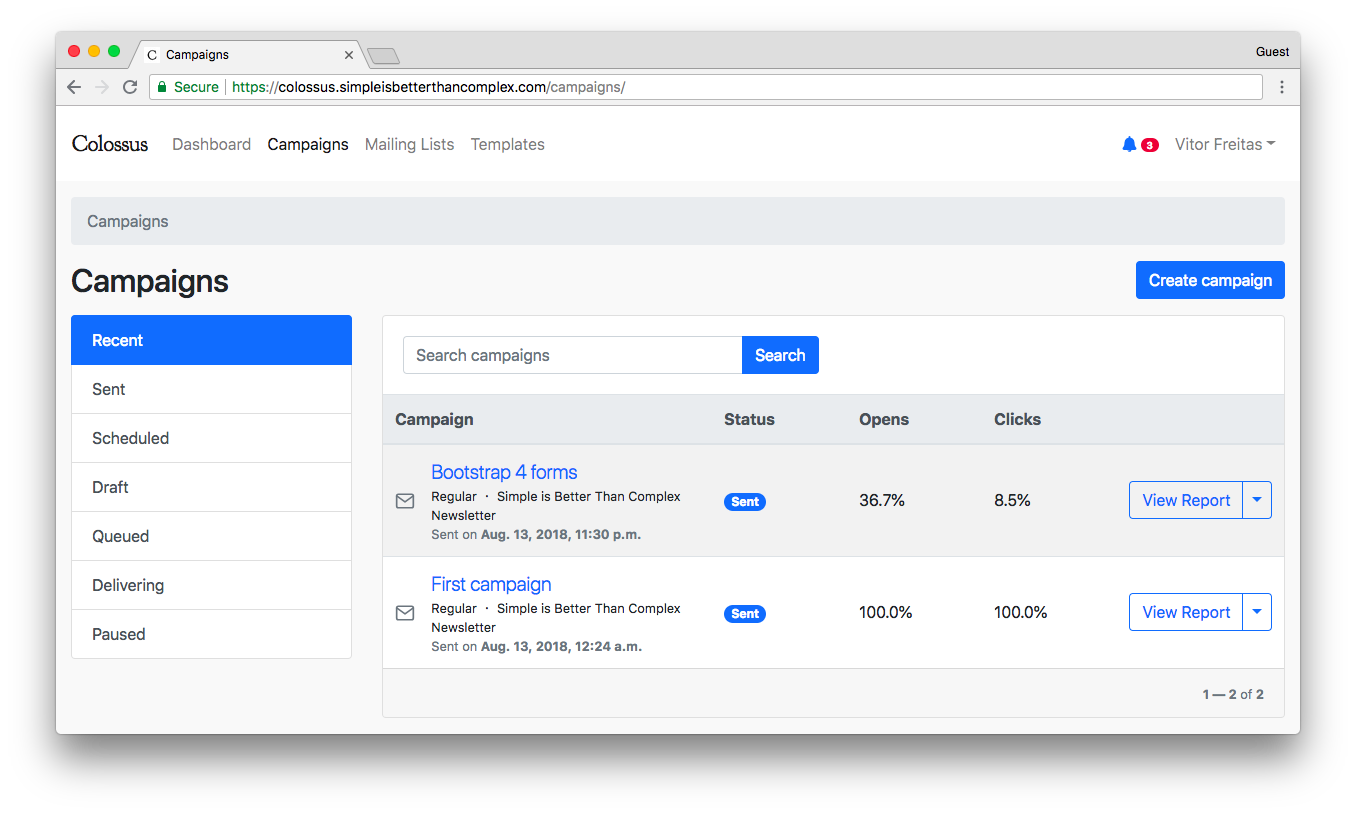 C Campaigns
Guest
Secure https://colossus.simpleisbetterthancomplex.com/campaigns/
Colossus Dashboard Campaigns Mailing Lists Templates 3 Vitor Freitas
Campaigns
Campaigns
Create campaign
Recent
Sent
Scheduled
Draft
Queued
Delivering
Paused
Search campaigns Search
Campaign Status Opens Clicks
Bootstrap 4 forms
Regular · Simple is Better Than Complex
Newsletter
Sent on Aug. 13, 2018, 11:30 p.m.
Sent 36.7% 8.5% View Report
First campaign
Regular · Simple is Better Than Complex
Newsletter
Sent on Aug. 13, 2018, 12:24 a.m.
Sent 100.0% 100.0% View Report
1 — 2 of 2